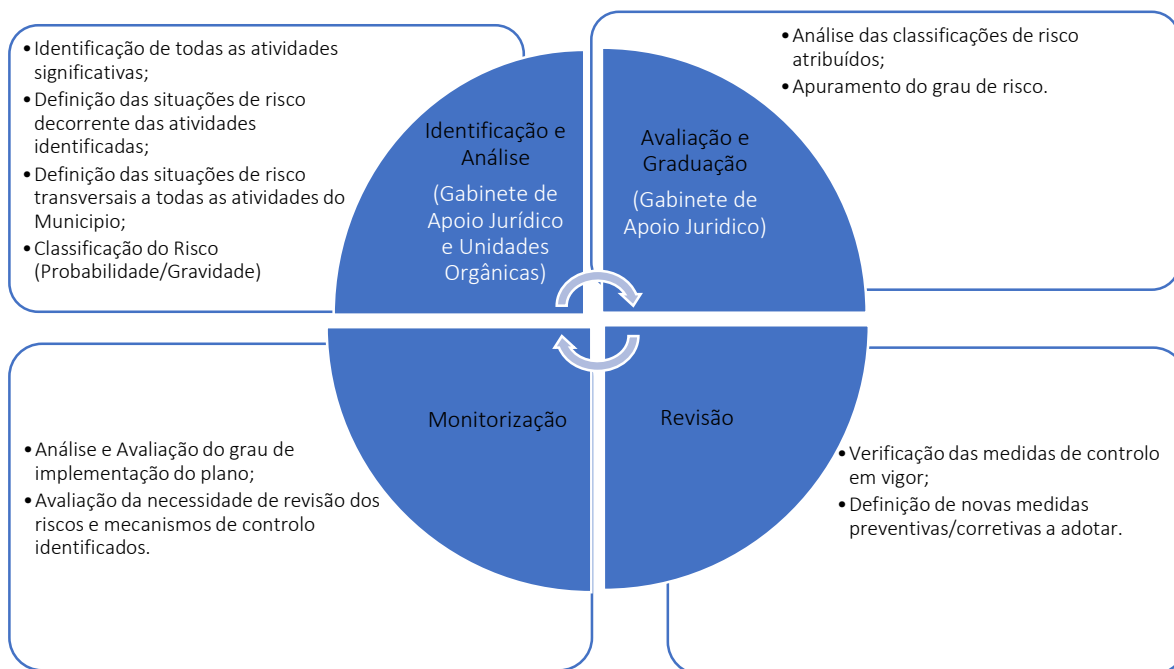 •Identificação de todas as atividades
significativas;
•Definição das situações de risco
decorrente das atividades
identificadas;
•Definição das situações de risco
transversais a todas as atividades do
Municipio;
•Classificação do Risco
(Probabilidade/Gravidade)
Identificação e
Análise
(Gabinete de
Apoio Jurídico
e Unidades
Orgânicas)
Avaliação e
Graduação
(Gabinete de
Apoio Juridico)
•Análise das classificações de risco
atribuídos;
•Apuramento do grau de risco.
•Análise e Avaliação do grau de
implementação do plano;
•Avaliação da necessidade de revisão dos
riscos e mecanismos de controlo
identificados.
Monitorização
Revisão
•Verificação das medidas de controlo
em vigor;
•Definição de novas medidas
preventivas/corretivas a adotar.